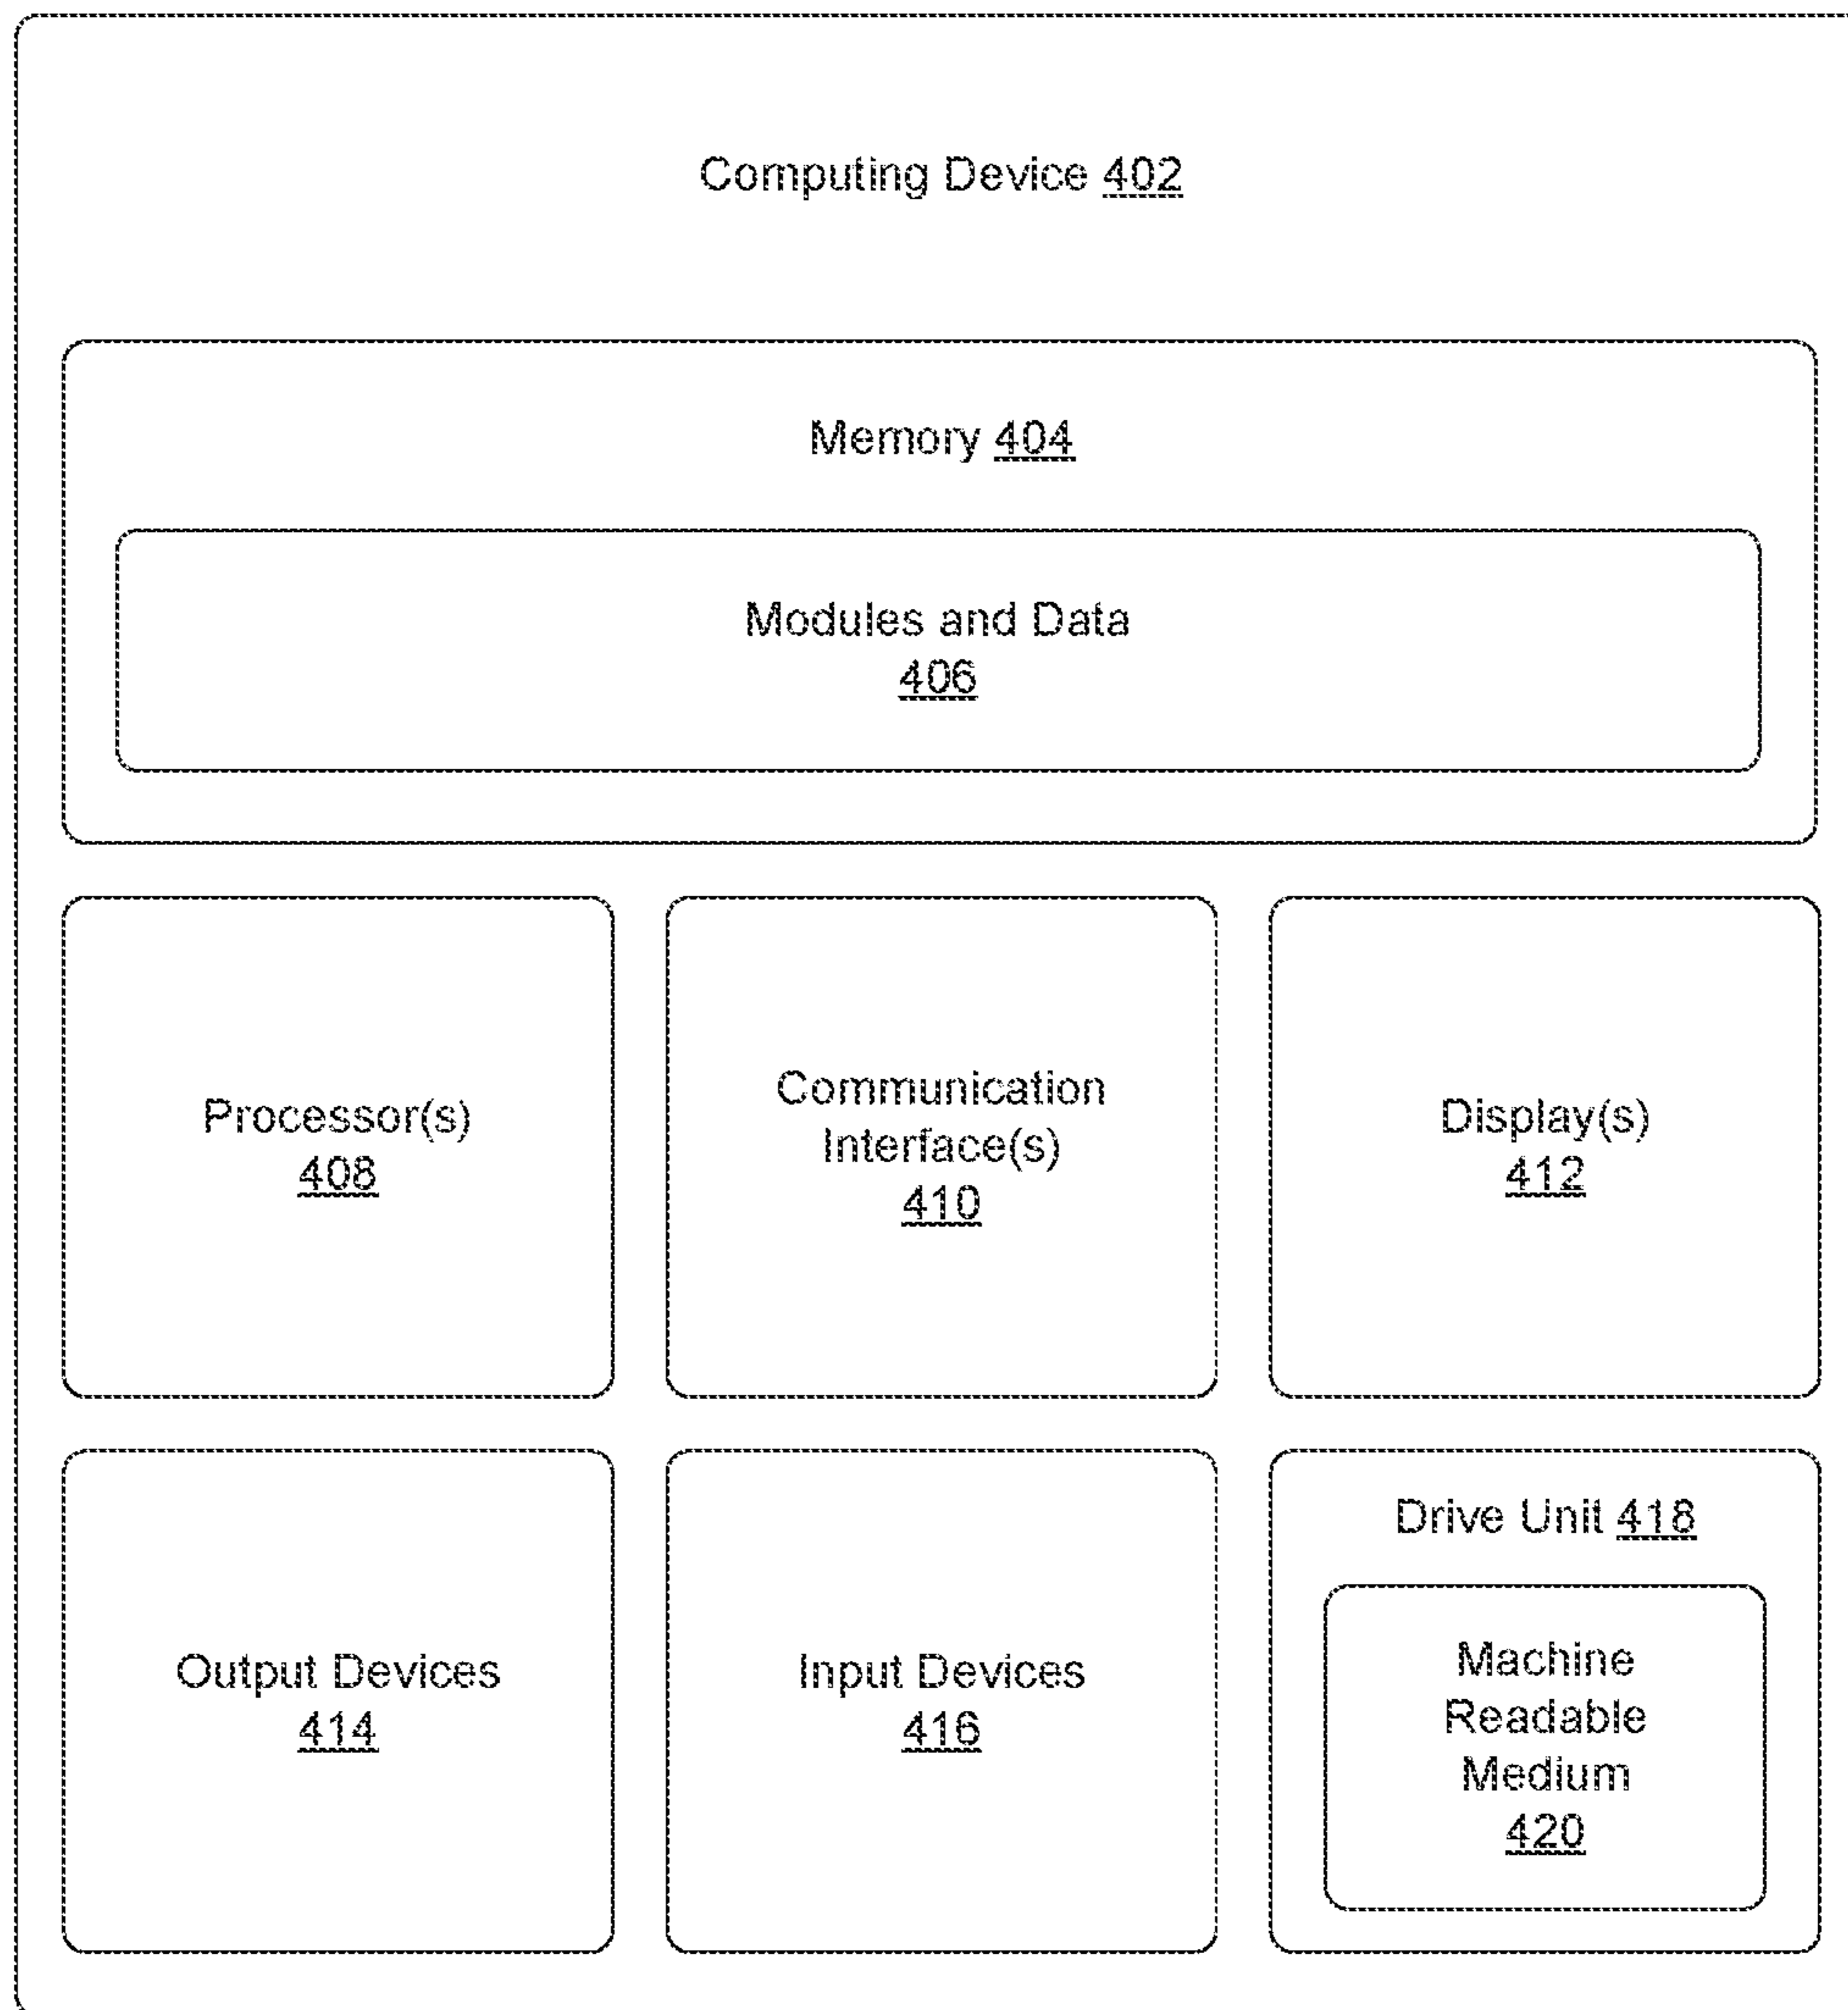 Computing Device 402
Memory 404
Modules and Data
406
Processor(s)
408
Communication
Interface(s)
410
Display(s)
412
Output Devices
414
Input Devices
416
Drive Unit 418
Machine
Readable
Medium
420